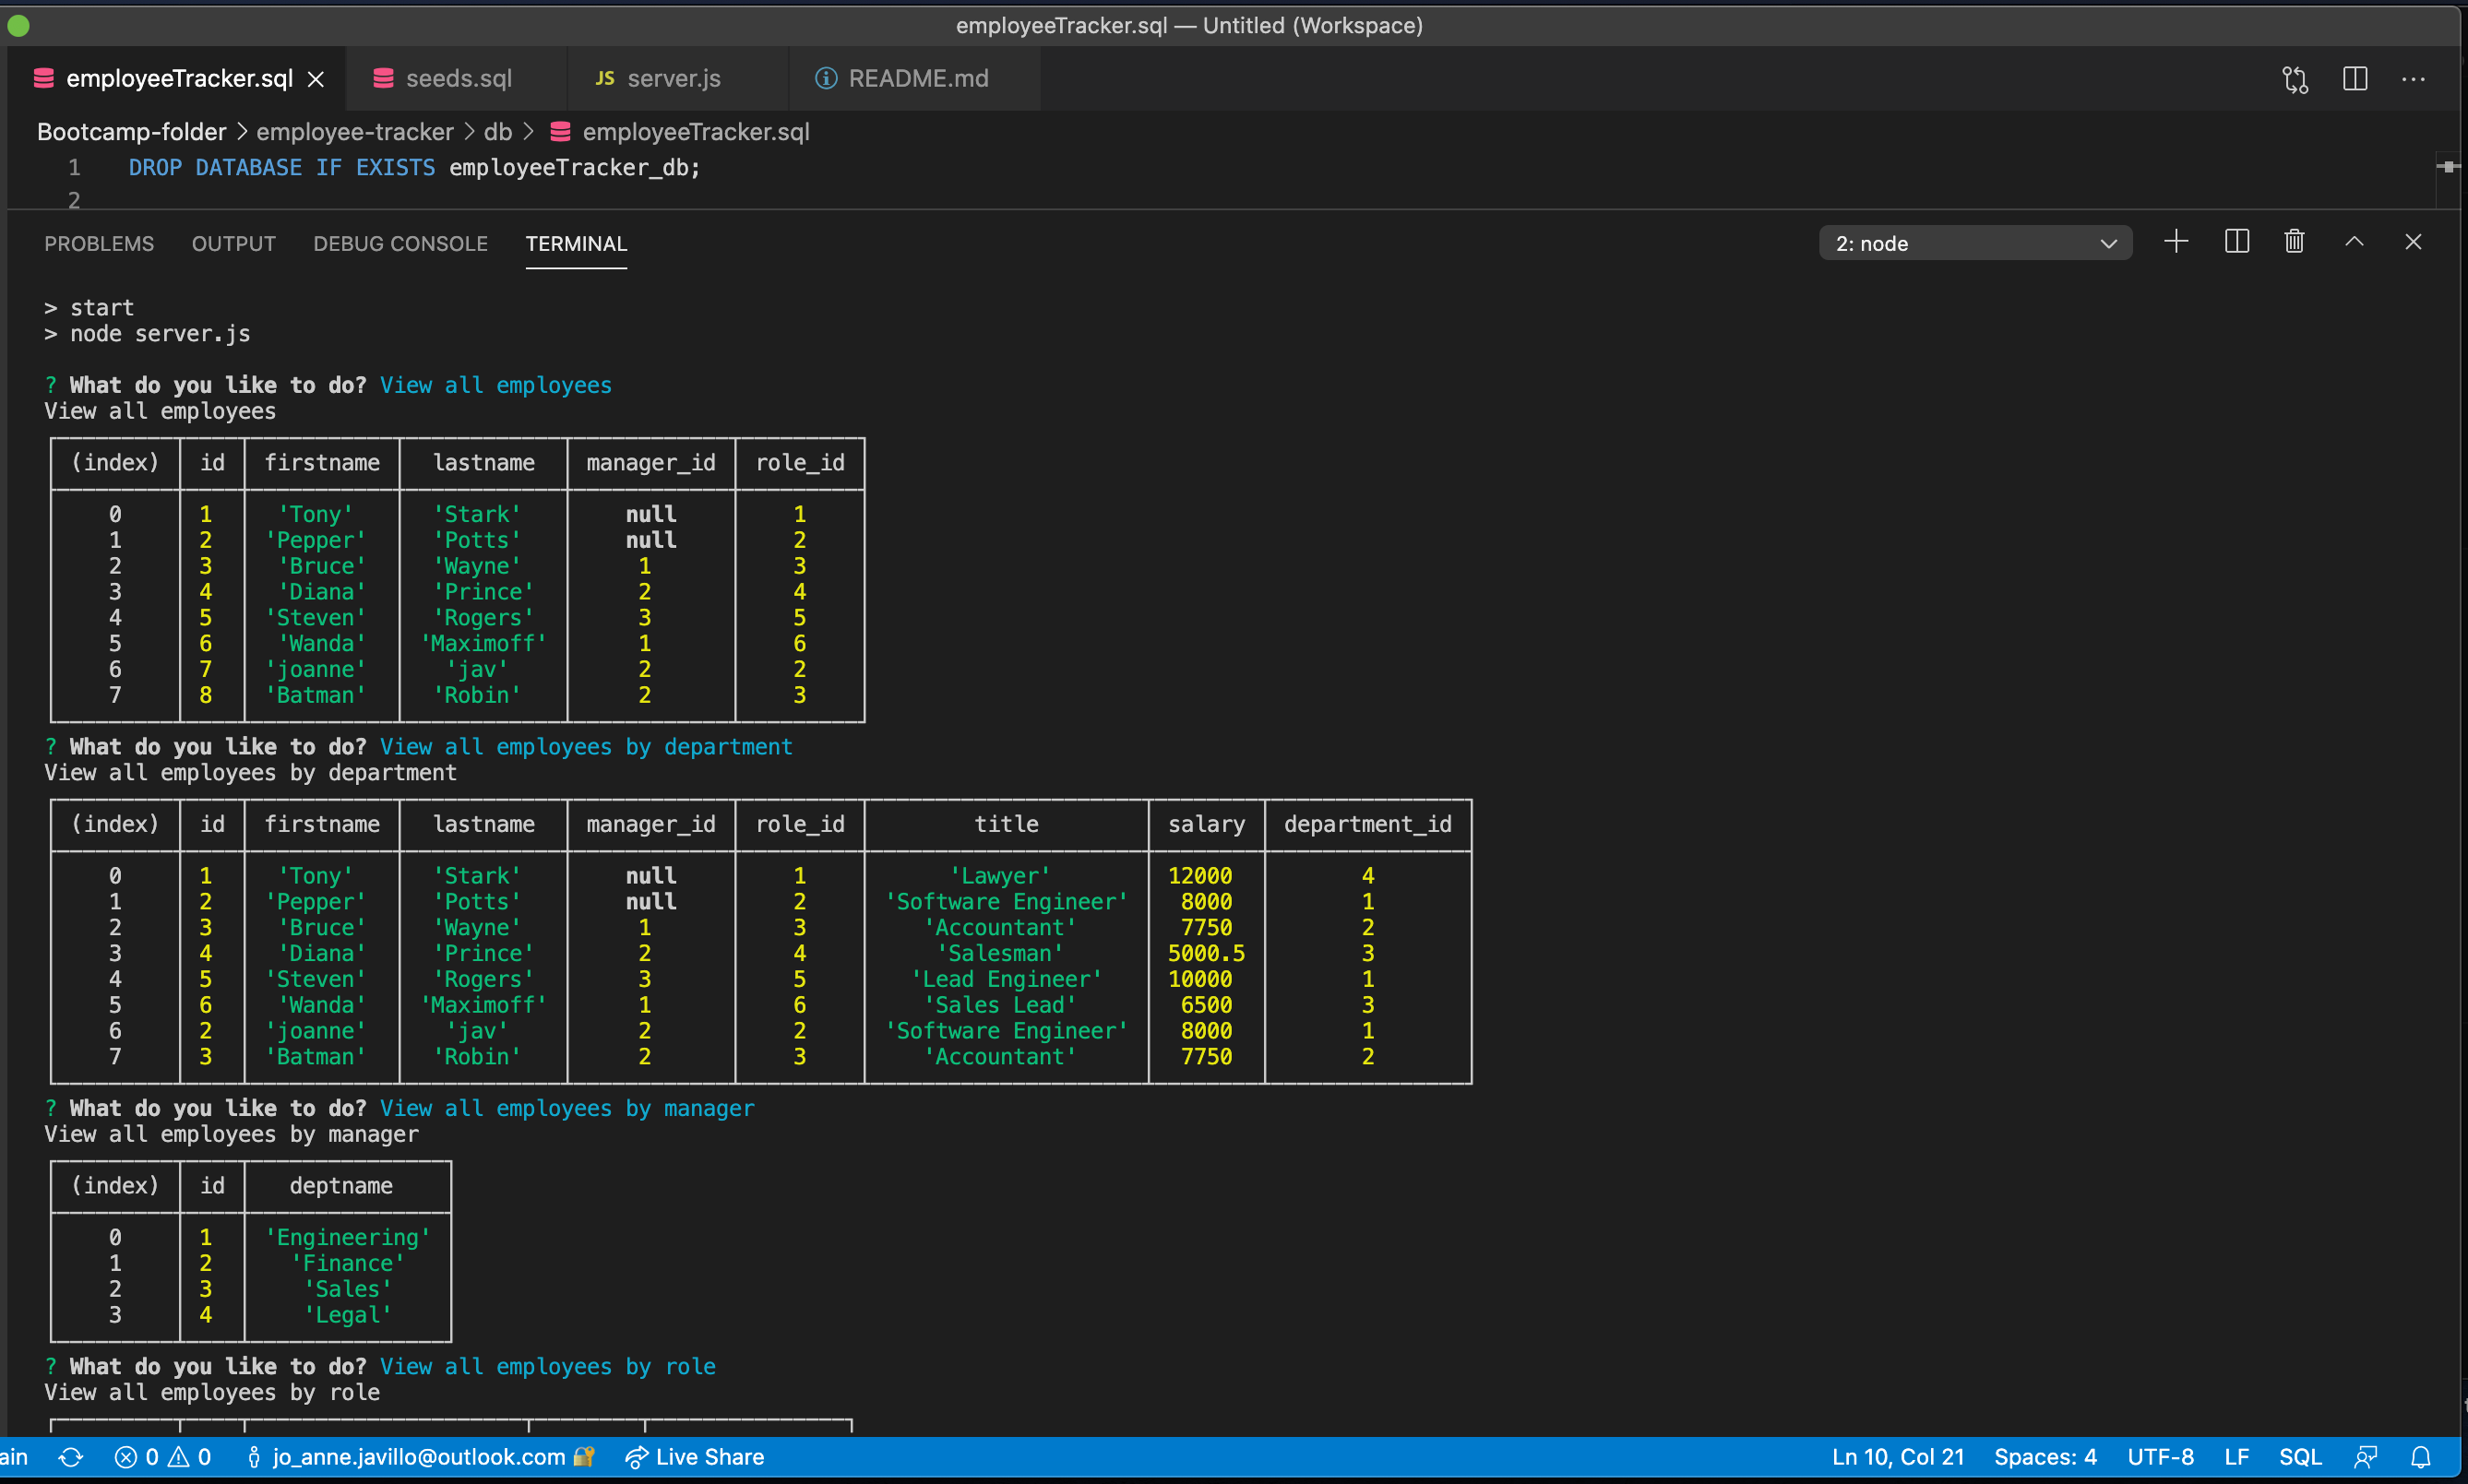 employeeTracker.sql — Untitled (Workspace)
employeeTracker.sql seeds.sql JS server.js README.md
Bootcamp-folder > employee-tracker > db > employeeTracker.sql
1 DROP DATABASE IF EXISTS employeeTracker_db;
2
PROBLEMS OUTPUT DEBUG CONSOLE TERMINAL 2: node
> start
> node server.js
? What do you like to do? View all employees
View all employees
(index) id firstname lastname manager_id role_id
0 1 'Tony' 'Stark' null 1
1 2 'Pepper' 'Potts' null 2
2 3 'Bruce' 'Wayne' 1 3
3 4 'Diana' 'Prince' 2 4
4 5 'Steven' 'Rogers' 3 5
5 6 'Wanda' 'Maximoff' 1 6
6 7 'joanne' 'jav' 2 2
7 8 'Batman' 'Robin' 2 3
? What do you like to do? View all employees by department
View all employees by department
(index) id firstname lastname manager_id role_id title salary department_id
0 1 'Tony' 'Stark' null 1 'Lawyer' 12000 4
1 2 'Pepper' 'Potts' null 2 'Software Engineer' 8000 1
2 3 'Bruce' 'Wayne' 1 3 'Accountant' 7750 2
3 4 'Diana' 'Prince' 2 4 'Salesman' 5000.5 3
4 5 'Steven' 'Rogers' 3 5 'Lead Engineer' 10000 1
5 6 'Wanda' 'Maximoff' 1 6 'Sales Lead' 6500 3
6 2 'joanne' 'jav' 2 2 'Software Engineer' 8000 1
7 3 'Batman' 'Robin' 2 3 'Accountant' 7750 2
? What do you like to do? View all employees by manager
View all employees by manager
(index) id deptname
0 1 'Engineering'
1 2 'Finance'
2 3 'Sales'
3 4 'Legal'
? What do you like to do? View all employees by role
View all employees by role
ain 0 0 jo_anne.javillo@outlook.com Live Share Ln 10, Col 21 Spaces: 4 UTF-8 LF SQL